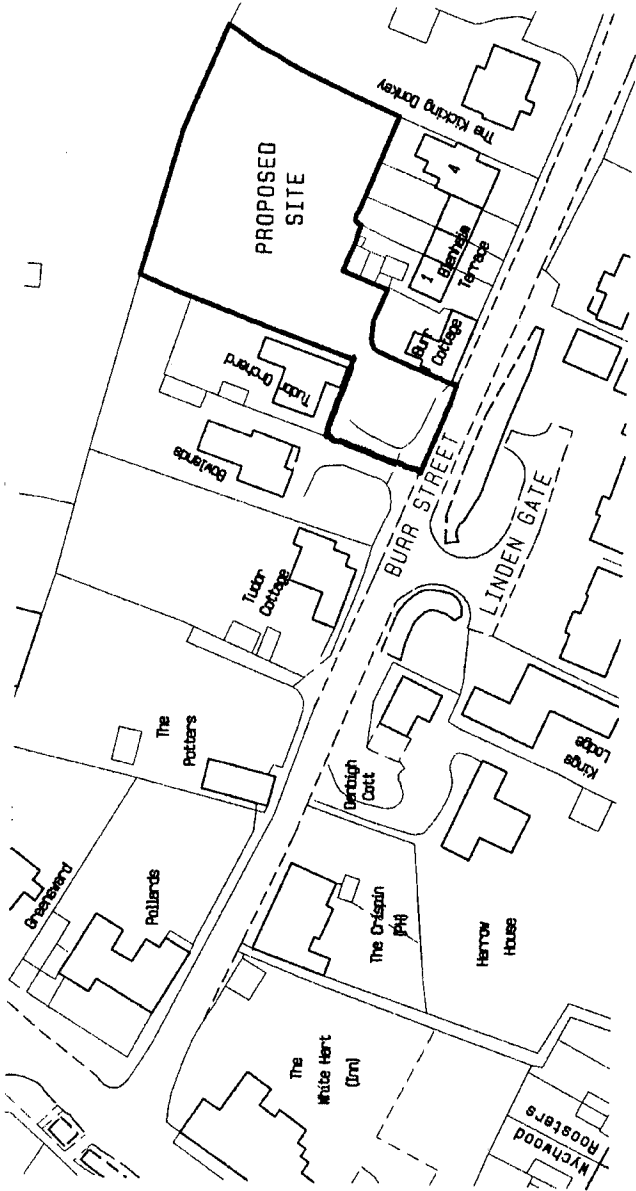 PROPOSED
SITE
The Kicking Donkey
4
1
Blenheim
Terrace
Burr
Cottage
Tudor Orchard
Bowlands
Tudor
Cottage
BURR STREET
LINDEN GATE
The
Potters
Denbigh
Cott
Kings
Lodge
Greensward
Pollards
The Crispin
(PH)
Harrow
House
The
White Hart
(Inn)
Wychwood
Roosters